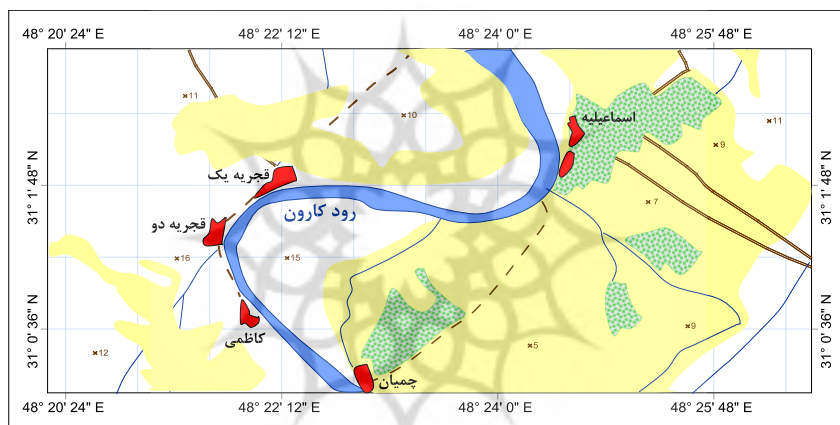 48° 20' 24" E 48° 22' 12" E 48° 24' 0" E 48° 25' 48" E
11
10
اسماعیلیه
11
9
قجریه یک
31° 1' 48" N 31° 1' 48" N
7
رود کارون
قجریه دو
16
15
31° 0' 36" N 31° 0' 36" N
9
کاظمی
5
12
چمیان
48° 20' 24" E 48° 22' 12" E 48° 24' 0" E 48° 25' 48" E